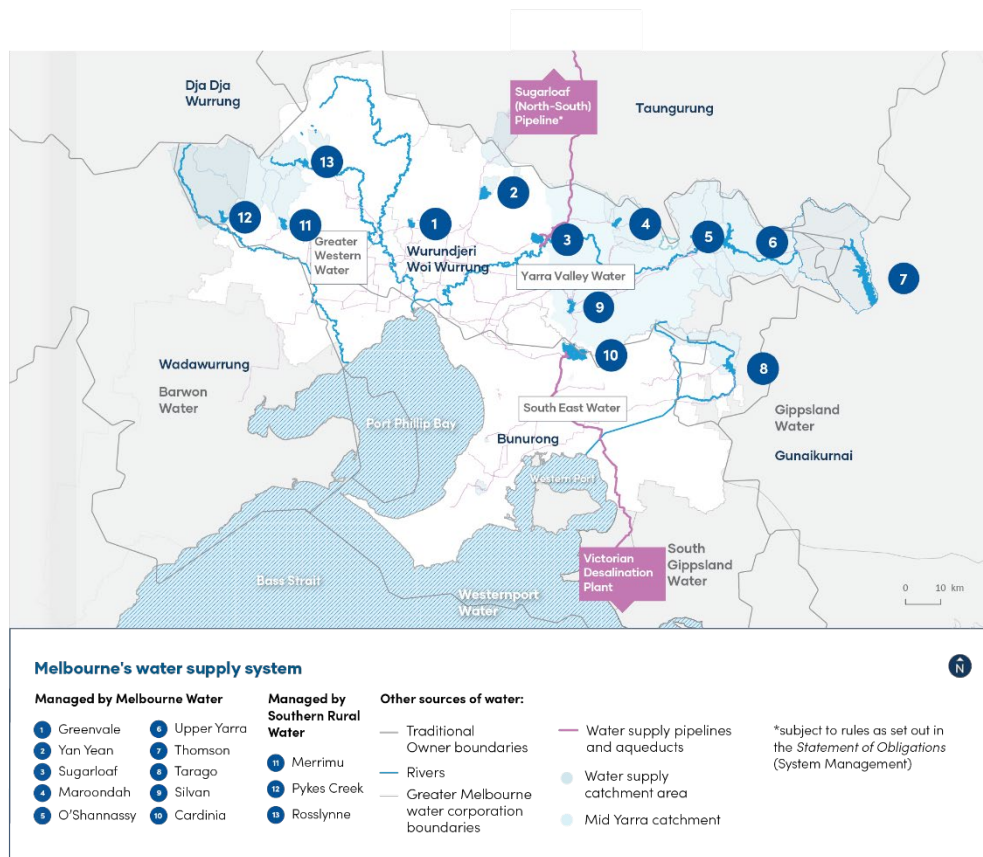 Dja Dja
Wurrung
Sugarloaf
(North-South)
Pipeline*
Taungurung
13
2
12
11
1
4
3
5
6
7
Greater
Western
Water
Wurundjeri
Woi Wurrung
Yarra Valley Water
9
10
8
Wadawurrung
Barwon
Water
Port Phillip Bay
South East Water
Bunurong
Gippsland
Water
Gunaikurnai
Western Port
Victorian
Desalination
Plant
South
Gippsland
Water
Bass Strait
Westernport
Water
0 10 km
Melbourne's water supply system
N
Managed by Melbourne Water
1 Greenvale
2 Yan Yean
3 Sugarloaf
4 Maroondah
5 O'Shannassy
6 Upper Yarra
7 Thomson
8 Tarago
9 Silvan
10 Cardinia
Managed by
Southern Rural
Water
11 Merrimu
12 Pykes Creek
13 Rosslynne
Other sources of water:
Traditional
Owner boundaries
Rivers
Greater Melbourne
water corporation
boundaries
Water supply pipelines
and aqueducts
Water supply
catchment area
Mid Yarra catchment
*subject to rules as set out in
the Statement of Obligations
(System Management)